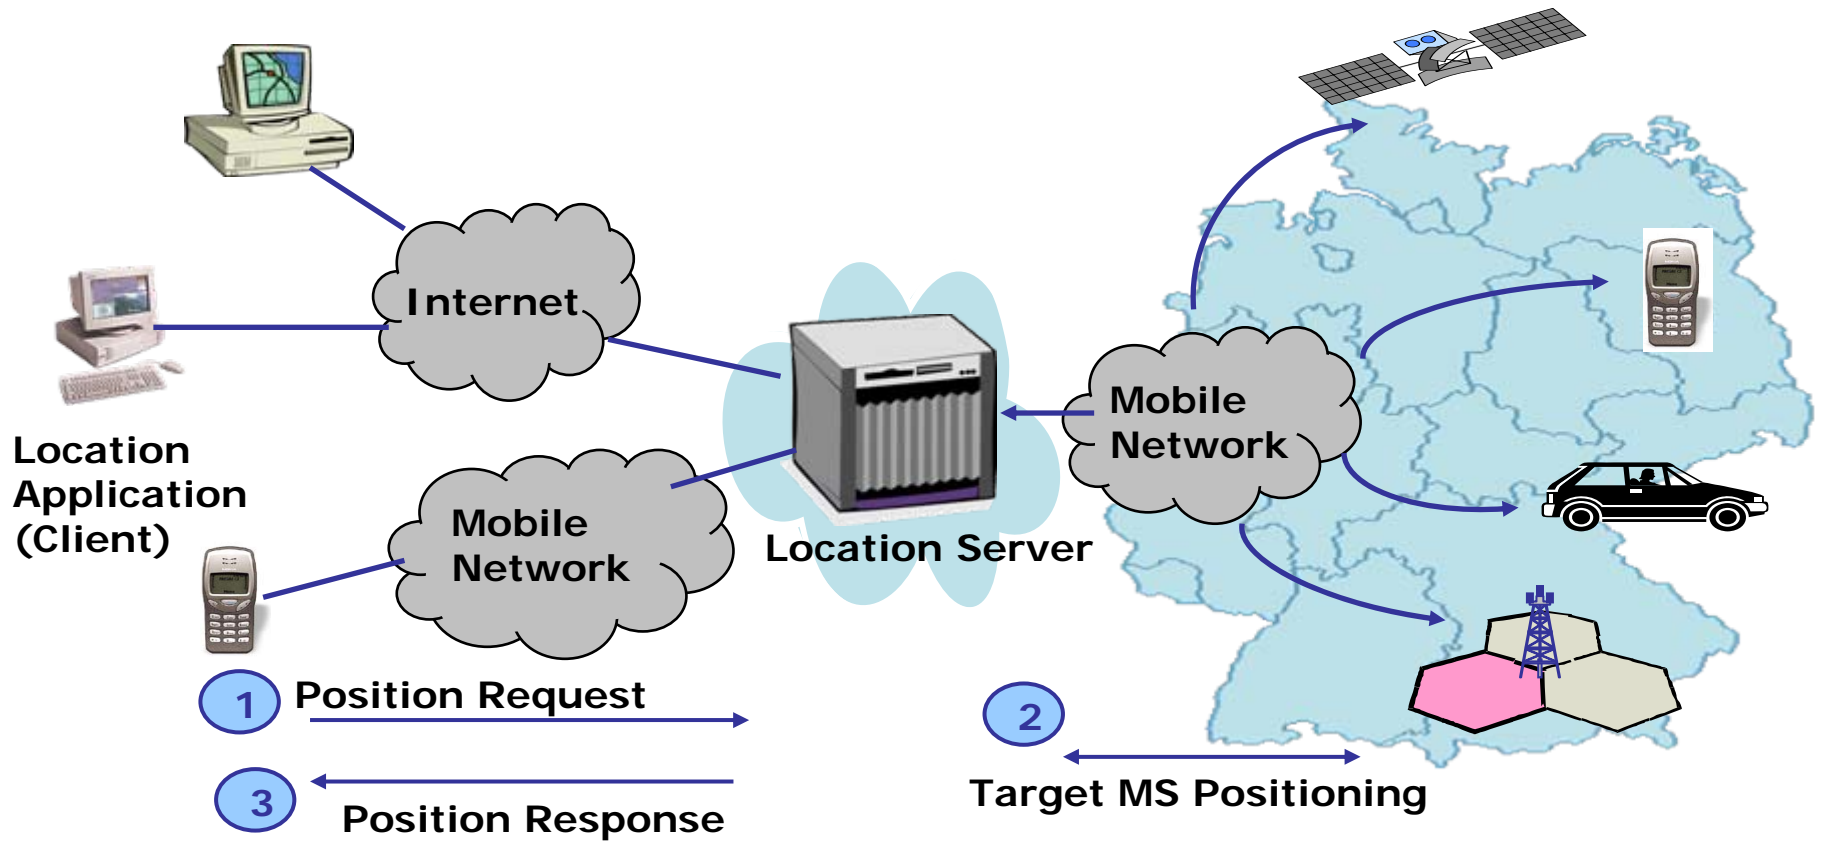 Internet
Location
Application
(Client)
Mobile
Network
Location Server
Mobile
Network
1
Position Request
2
Target MS Positioning
3
Position Response